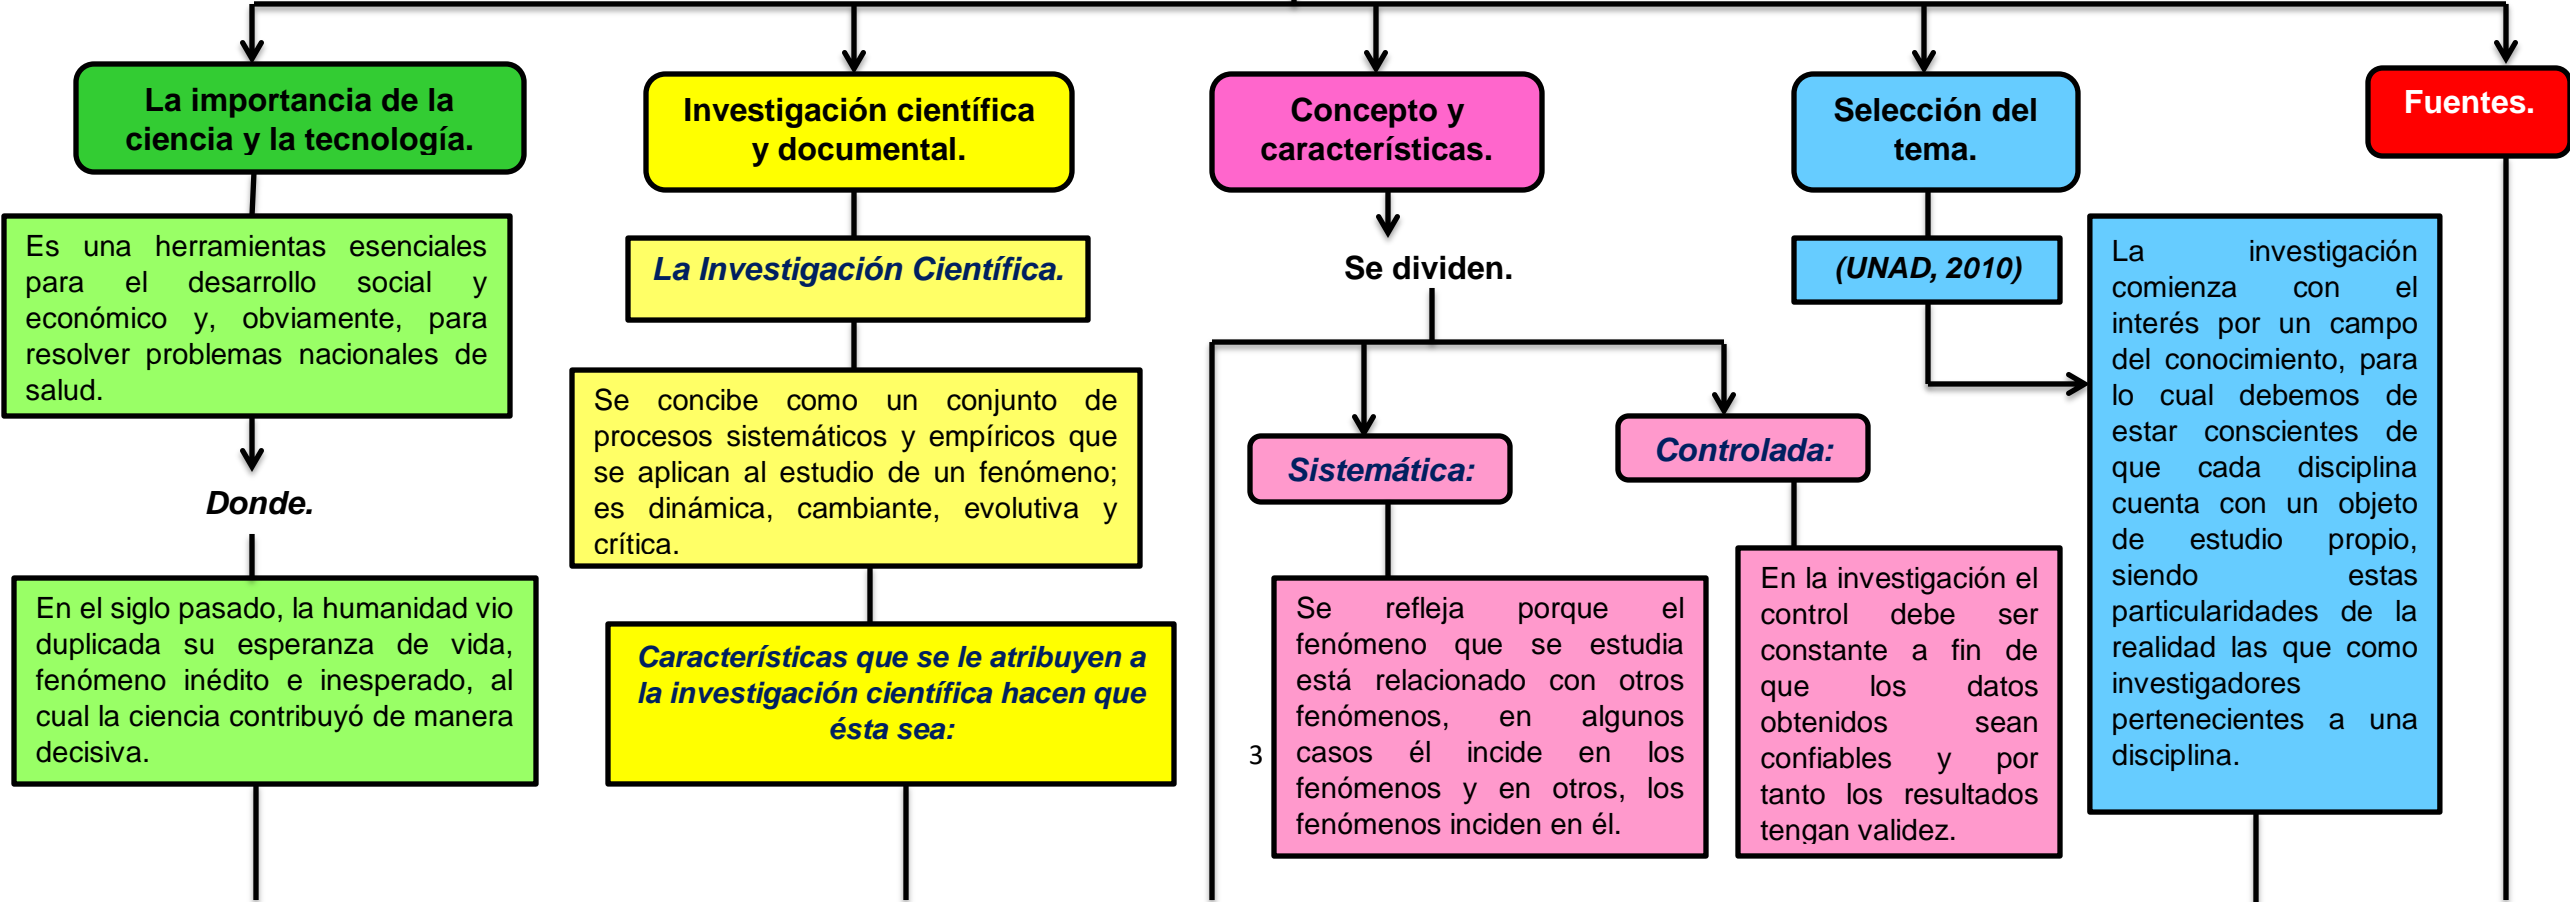 La importancia de la
ciencia y la tecnología.
Es una herramientas esenciales
para el desarrollo social y
económico y, obviamente, para
resolver problemas nacionales de
salud.
Donde.
En el siglo pasado, la humanidad vio
duplicada su esperanza de vida,
fenómeno inédito e inesperado, al
cual la ciencia contribuyó de manera
decisiva.
Investigación científica
y documental.
La Investigación Científica.
Se concibe como un conjunto de
procesos sistemáticos y empíricos que
se aplican al estudio de un fenómeno;
es dinámica, cambiante, evolutiva y
crítica.
Características que se le atribuyen a
la investigación científica hacen que
ésta sea:
Concepto y
características.
Se dividen.
Sistemática:
Se refleja porque el
fenómeno que se estudia
está relacionado con otros
fenómenos, en algunos
casos él incide en los
fenómenos y en otros, los
fenómenos inciden en él.
3
Controlada:
En la investigación el
control debe ser
constante a fin de
que los datos
obtenidos sean
confiables y por
tanto los resultados
tengan validez.
Selección del
tema.
(UNAD, 2010)
La investigación
comienza con el
interés por un campo
del conocimiento, para
lo cual debemos de
estar conscientes de
que cada disciplina
cuenta con un objeto
de estudio propio,
siendo estas
particularidades de la
realidad las que como
investigadores
pertenecientes a una
disciplina.
Fuentes.